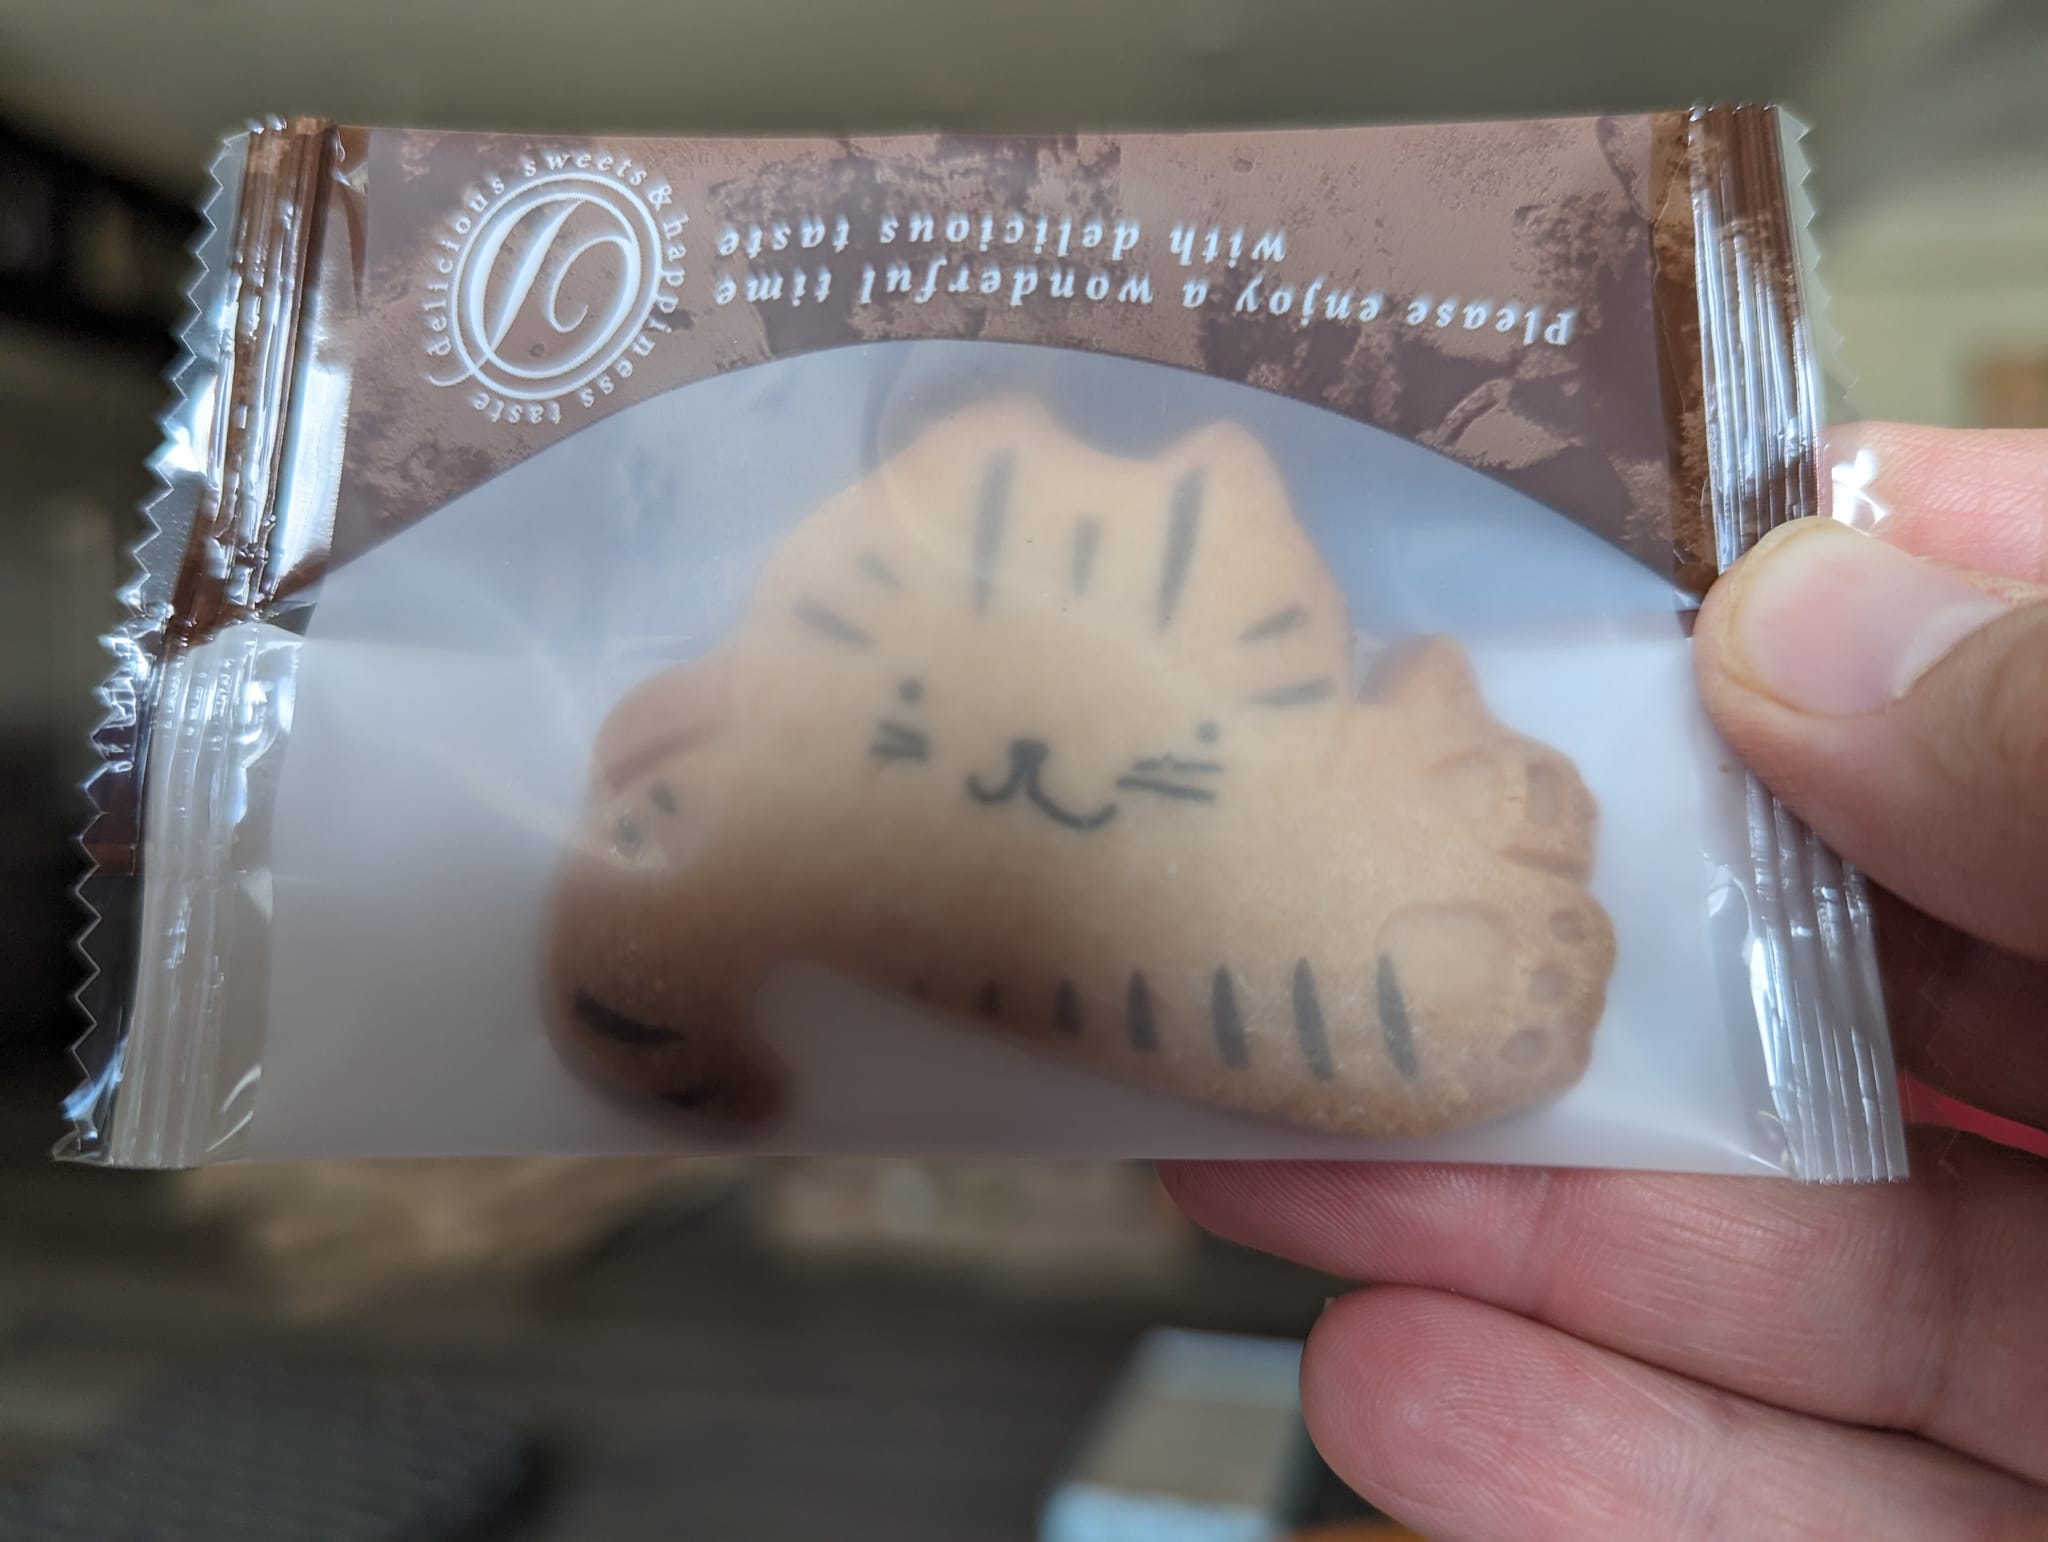 delicious sweets & happiness taste
D
Please enjoy a wonderful time
with delicious taste